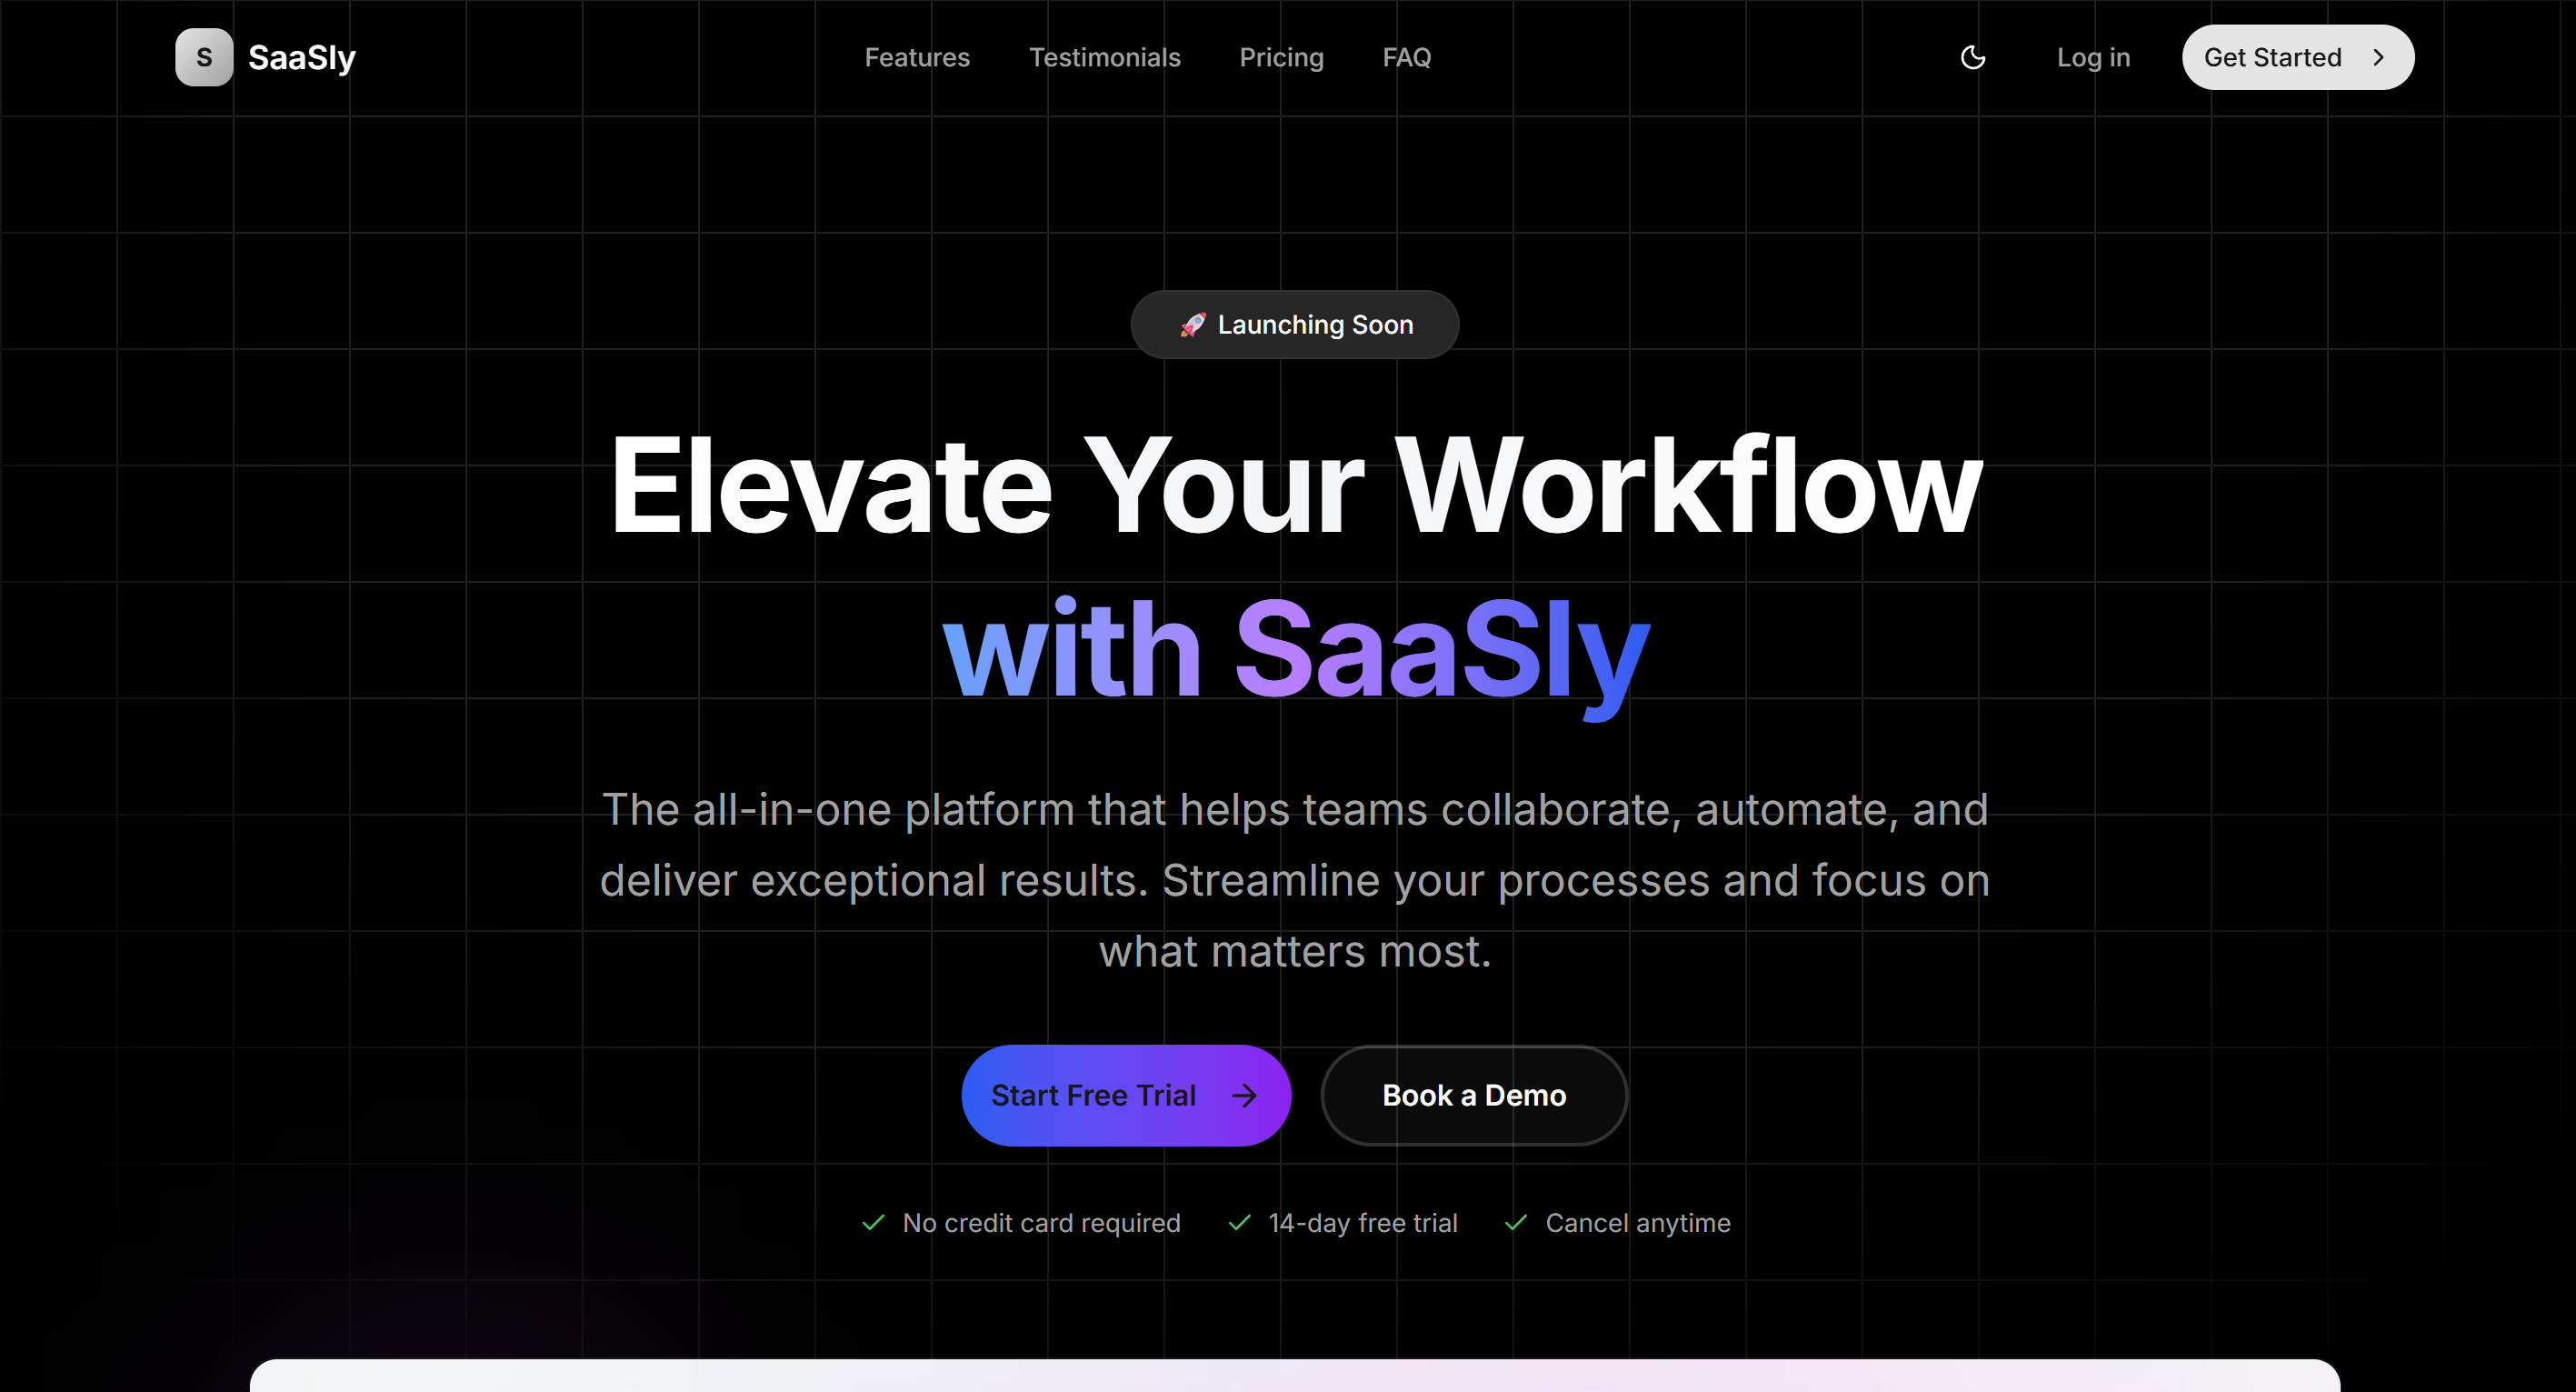 S SaaSly
Features Testimonials Pricing FAQ
Log in
Get Started
🚀 Launching Soon
Elevate Your Workflow
with SaaSly
The all-in-one platform that helps teams collaborate, automate, and
deliver exceptional results. Streamline your processes and focus on
what matters most.
Start Free Trial
Book a Demo
No credit card required
14-day free trial
Cancel anytime